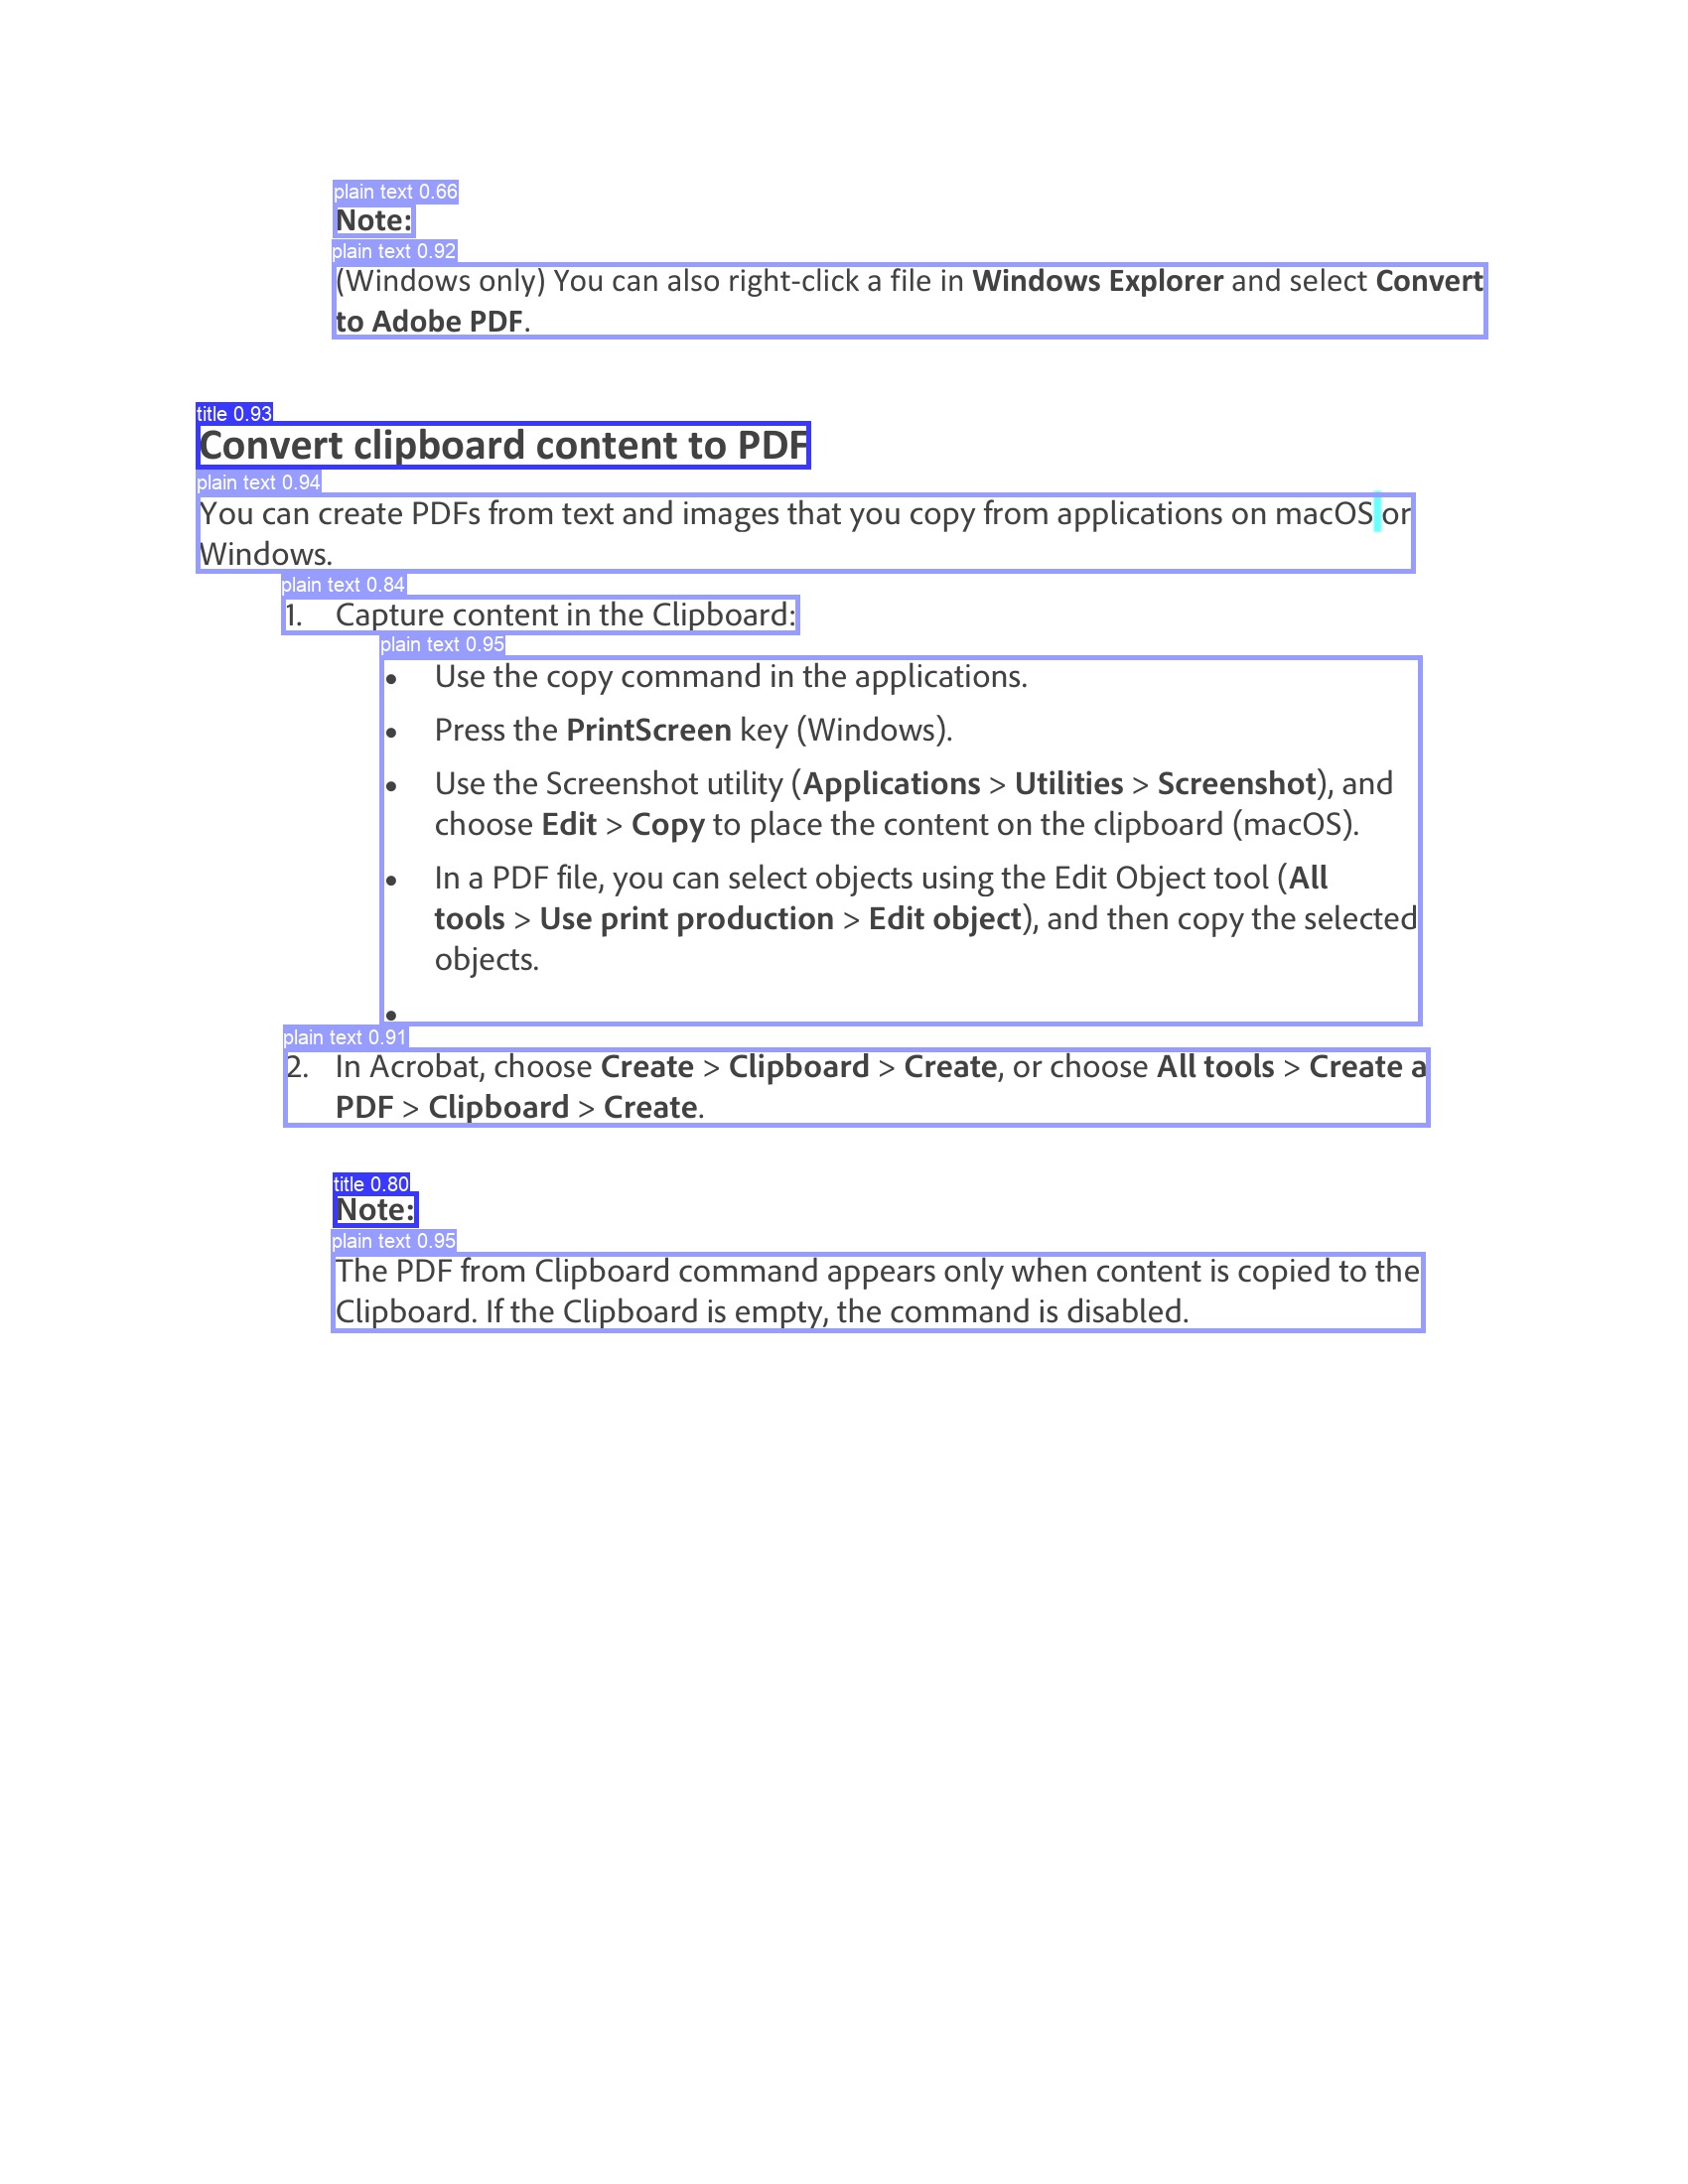 plain text 0.66
Note:
plain text 0.92
(Windows only) You can also right-click a file in Windows Explorer and select Convert
to Adobe PDF.
title 0.93
Convert clipboard content to PDF
plain text 0.94
You can create PDFs from text and images that you copy from applications on macOS or
Windows.
plain text 0.84
1. Capture content in the Clipboard:
plain text 0.95
• Use the copy command in the applications.
• Press the PrintScreen key (Windows).
• Use the Screenshot utility (Applications > Utilities > Screenshot), and
choose Edit > Copy to place the content on the clipboard (macOS).
• In a PDF file, you can select objects using the Edit Object tool (All
tools > Use print production > Edit object), and then copy the selected
objects.
•
plain text 0.91
2. In Acrobat, choose Create > Clipboard > Create, or choose All tools > Create a
PDF > Clipboard > Create.
title 0.80
Note:
plain text 0.95
The PDF from Clipboard command appears only when content is copied to the
Clipboard. If the Clipboard is empty, the command is disabled.